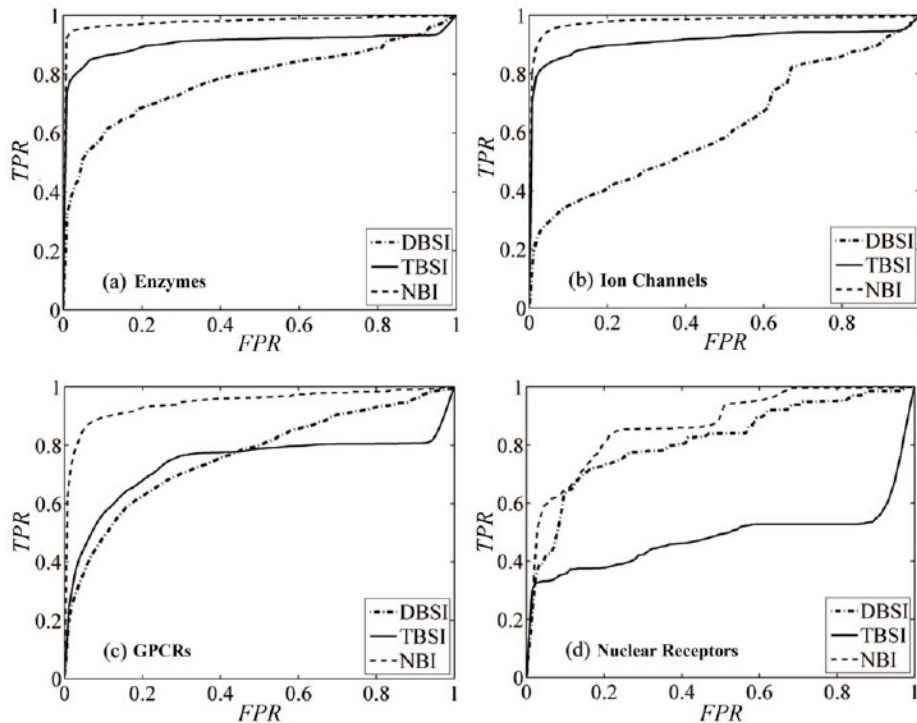 1
0.8
0.6
0.4
0.2
0
TPR
DBSI
TBSI
NBI
(a) Enzymes
0 0.2 0.4 0.6 0.8 1
FPR
1
0.8
0.6
0.4
0.2
0
TPR
DBSI
TBSI
NBI
(b) Ion Channels
0 0.2 0.4 0.6 0.8 1
FPR
1
0.8
0.6
0.4
0.2
0
TPR
DBSI
TBSI
NBI
(c) GPCRs
0 0.2 0.4 0.6 0.8 1
FPR
1
0.8
0.6
0.4
0.2
0
TPR
DBSI
TBSI
NBI
(d) Nuclear Receptors
0 0.2 0.4 0.6 0.8 1
FPR